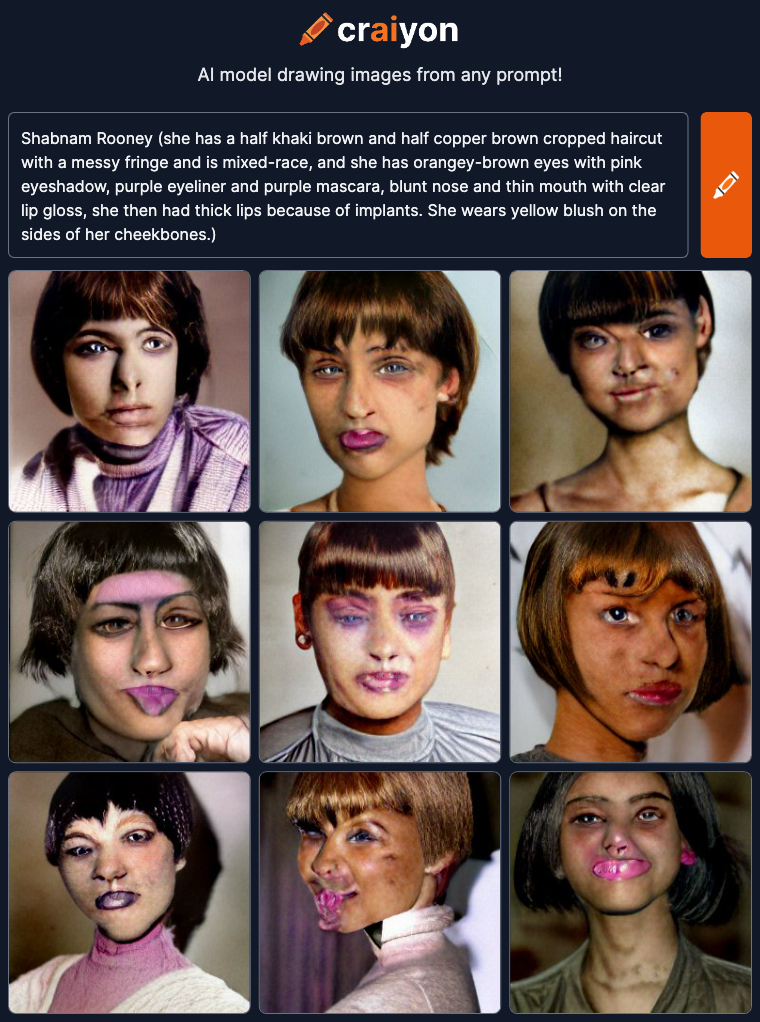 craiyon
AI model drawing images from any prompt!
Shabnam Rooney (she has a half khaki brown and half copper brown cropped haircut
with a messy fringe and is mixed-race, and she has orangey-brown eyes with pink
eyeshadow, purple eyeliner and purple mascara, blunt nose and thin mouth with clear
lip gloss, she then had thick lips because of implants. She wears yellow blush on the
sides of her cheekbones.)